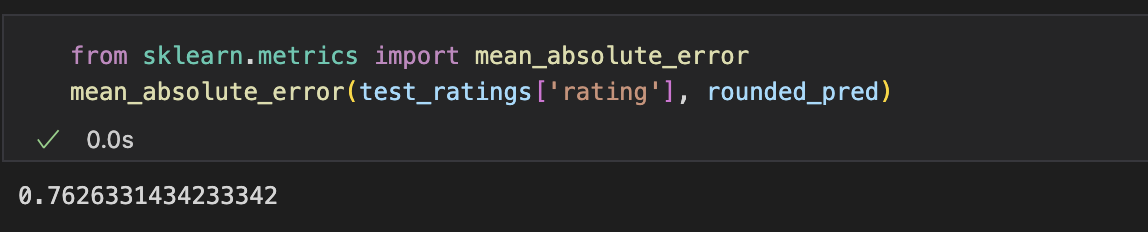 from sklearn.metrics import mean_absolute_error
mean_absolute_error(test_ratings['rating'], rounded_pred)
0.0s
0.7626331434233342